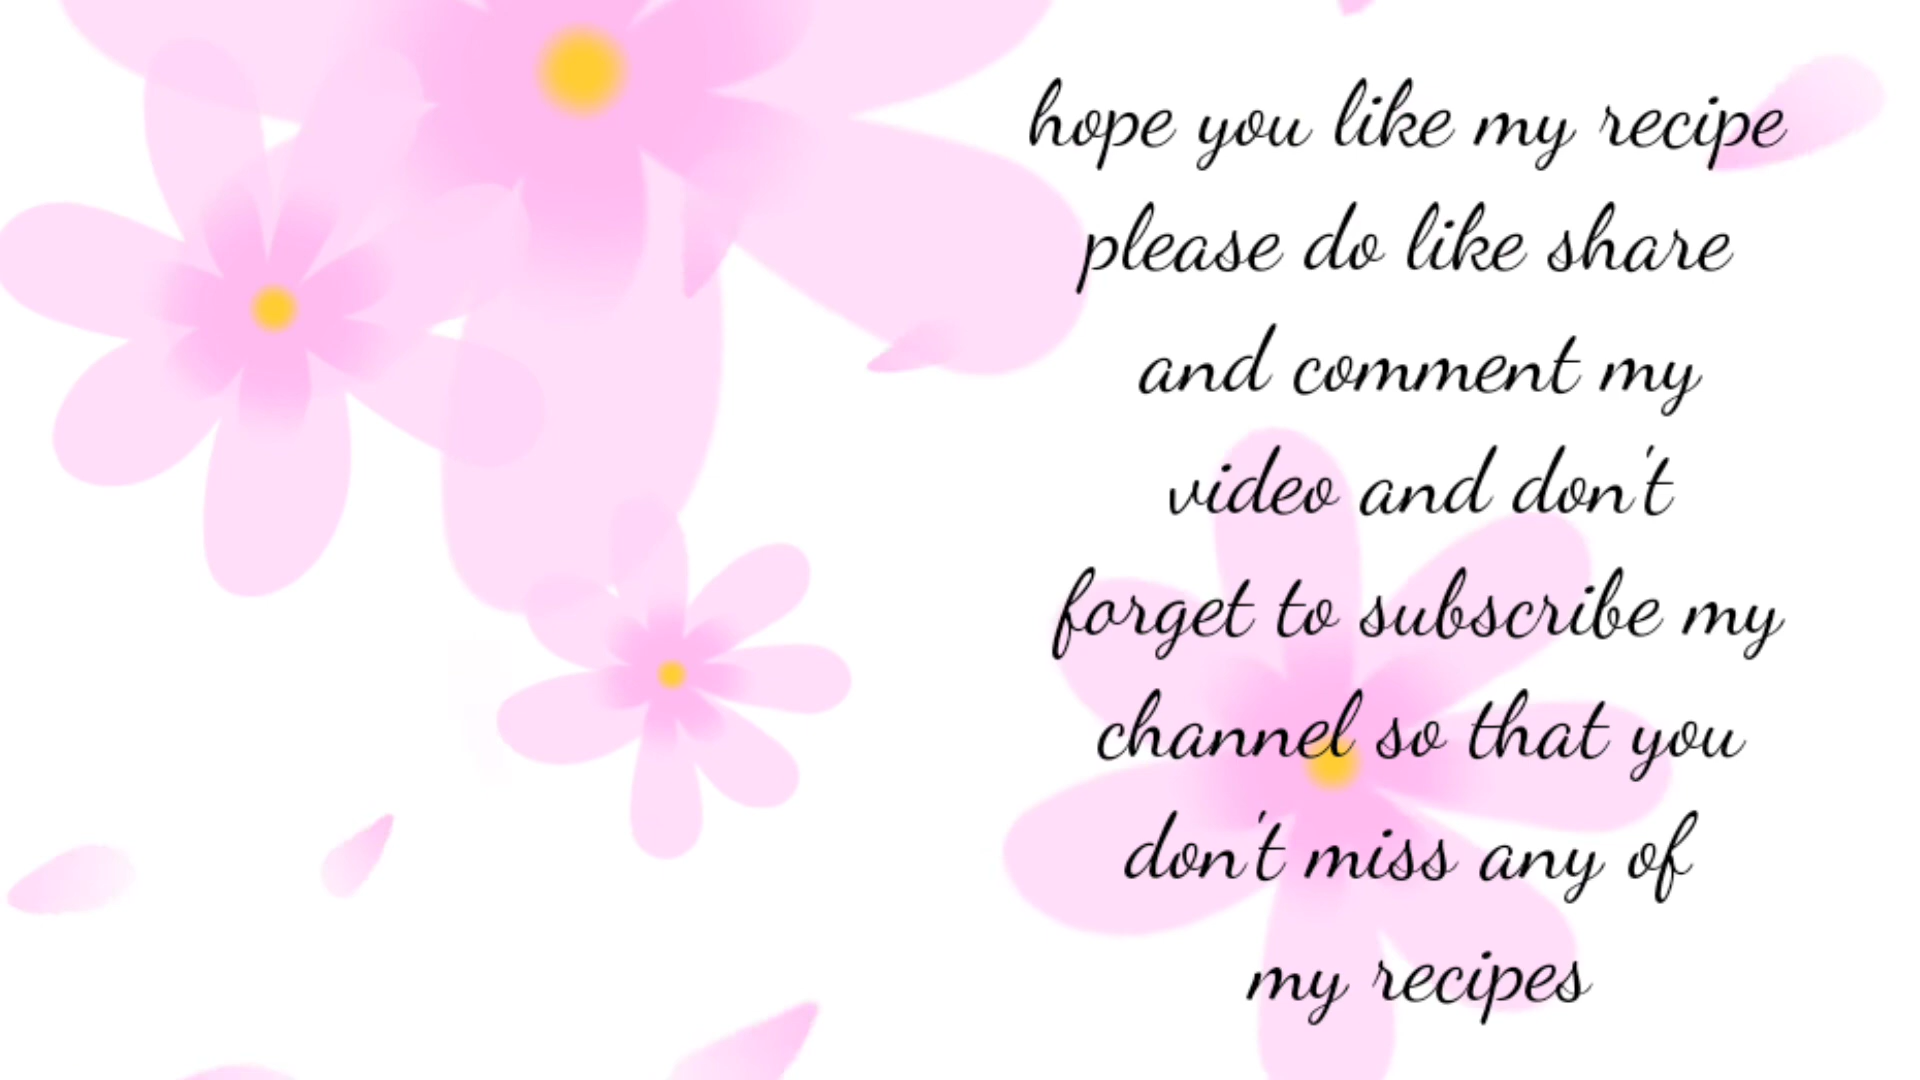 hope you like my recipe
please do like share
and comment my
video and don't
forget to subscribe my
channel so that you
don't miss any of
my recipes